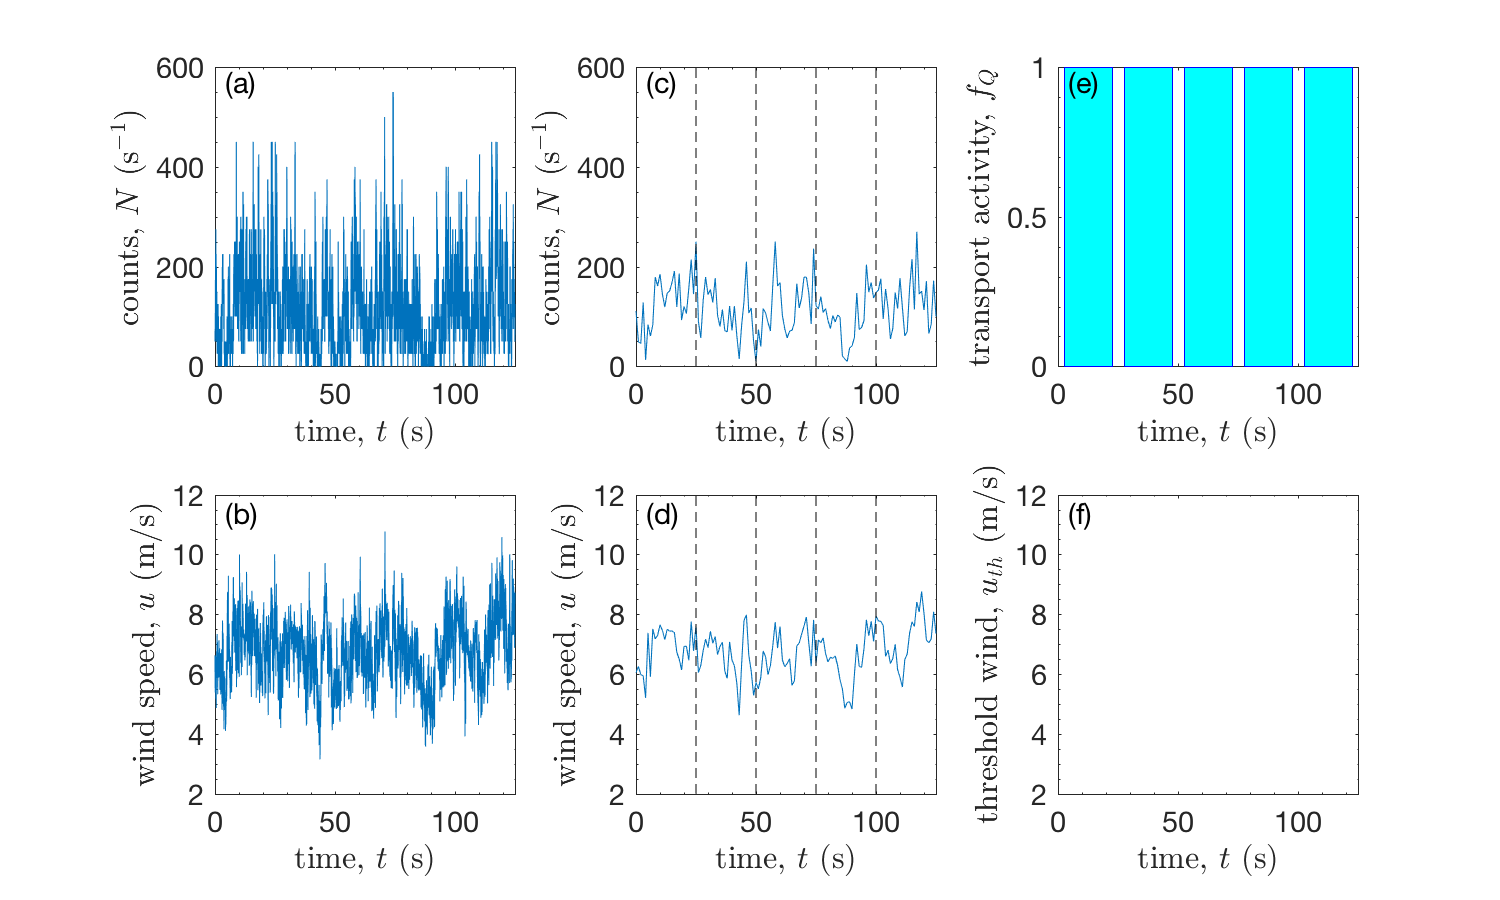 (a)
600
400
200
0
counts, N (s⁻¹)
0 50 100
time, t (s)
(c)
600
400
200
0
counts, N (s⁻¹)
0 50 100
time, t (s)
(e)
1
0.5
0
transport activity, f_Q
0 50 100
time, t (s)
(b)
12
10
8
6
4
2
wind speed, u (m/s)
0 50 100
time, t (s)
(d)
12
10
8
6
4
2
wind speed, u (m/s)
0 50 100
time, t (s)
(f)
12
10
8
6
4
2
threshold wind, u_th (m/s)
0 50 100
time, t (s)